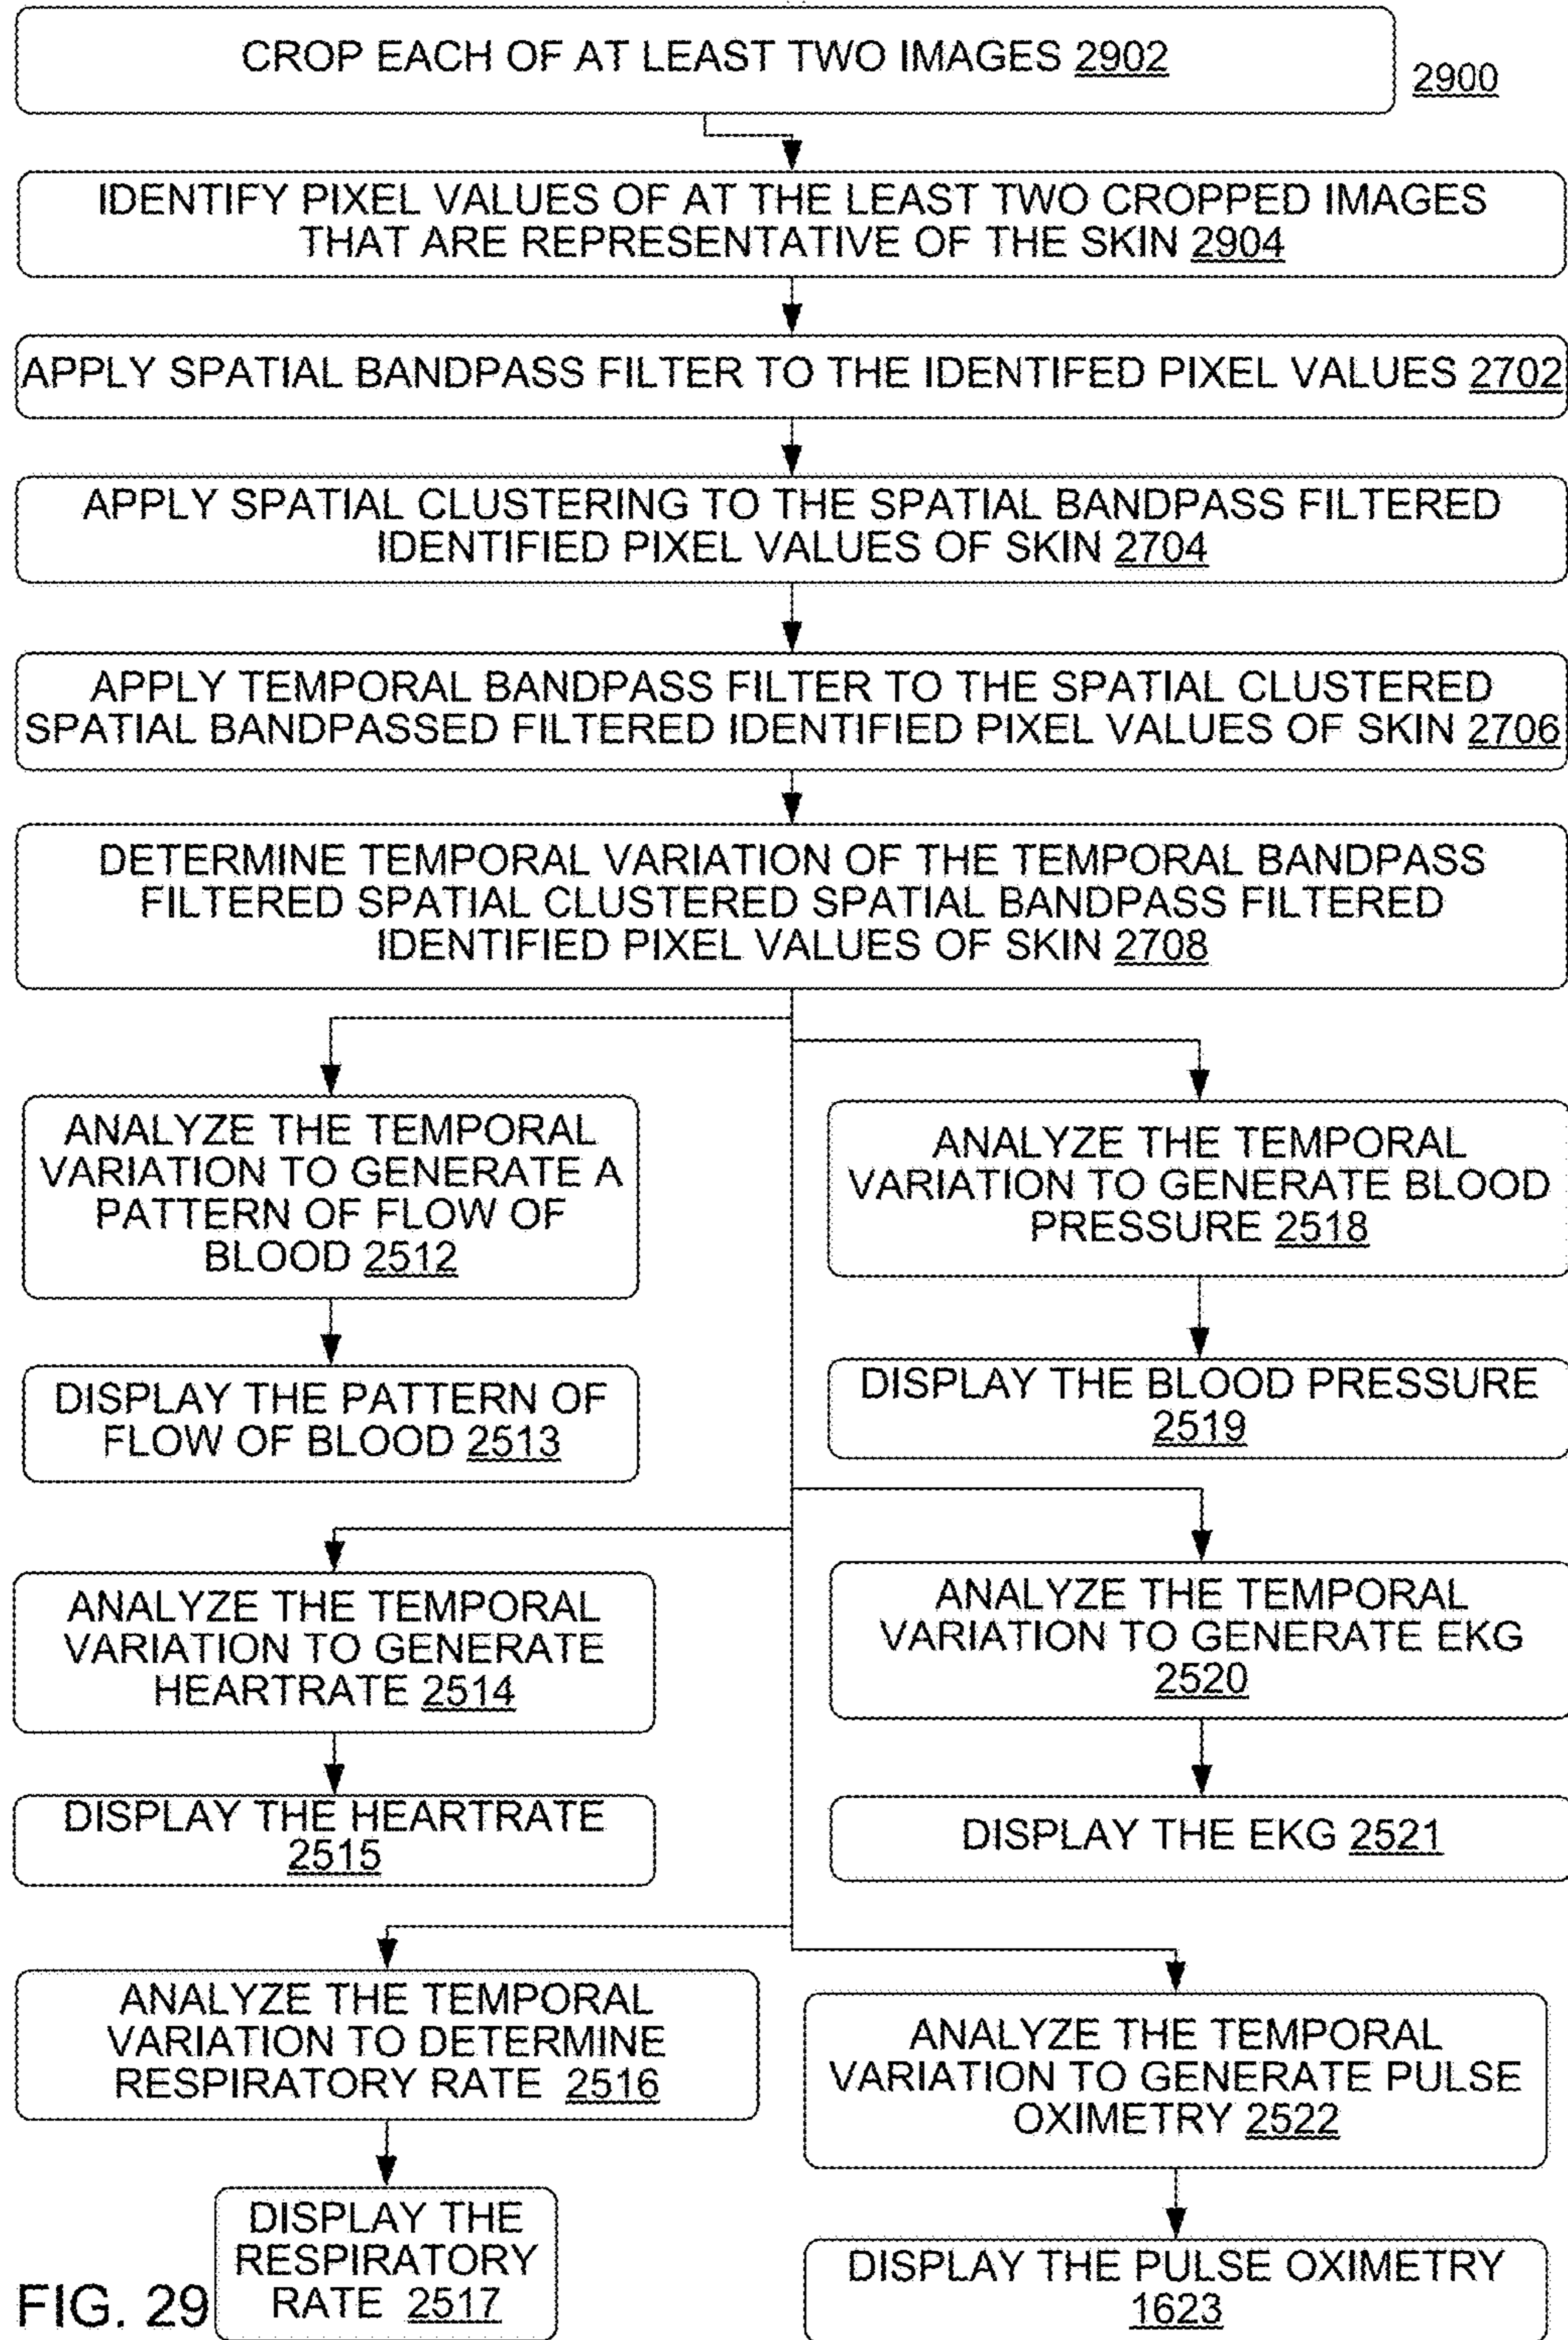 CROP EACH OF AT LEAST TWO IMAGES 2902
2900
IDENTIFY PIXEL VALUES OF AT THE LEAST TWO CROPPED IMAGES
THAT ARE REPRESENTATIVE OF THE SKIN 2904
APPLY SPATIAL BANDPASS FILTER TO THE IDENTIFED PIXEL VALUES 2702
APPLY SPATIAL CLUSTERING TO THE SPATIAL BANDPASS FILTERED
IDENTIFIED PIXEL VALUES OF SKIN 2704
APPLY TEMPORAL BANDPASS FILTER TO THE SPATIAL CLUSTERED
SPATIAL BANDPASSED FILTERED IDENTIFIED PIXEL VALUES OF SKIN 2706
DETERMINE TEMPORAL VARIATION OF THE TEMPORAL BANDPASS
FILTERED SPATIAL CLUSTERED SPATIAL BANDPASS FILTERED
IDENTIFIED PIXEL VALUES OF SKIN 2708
ANALYZE THE TEMPORAL
VARIATION TO GENERATE A
PATTERN OF FLOW OF
BLOOD 2512
ANALYZE THE TEMPORAL
VARIATION TO GENERATE BLOOD
PRESSURE 2518
DISPLAY THE PATTERN OF
FLOW OF BLOOD 2513
DISPLAY THE BLOOD PRESSURE
2519
ANALYZE THE TEMPORAL
VARIATION TO GENERATE
HEARTRATE 2514
ANALYZE THE TEMPORAL
VARIATION TO GENERATE EKG
2520
DISPLAY THE HEARTRATE
2515
DISPLAY THE EKG 2521
ANALYZE THE TEMPORAL
VARIATION TO DETERMINE
RESPIRATORY RATE 2516
ANALYZE THE TEMPORAL
VARIATION TO GENERATE PULSE
OXIMETRY 2522
DISPLAY THE
RESPIRATORY
RATE 2517
DISPLAY THE PULSE OXIMETRY
1623
FIG. 29